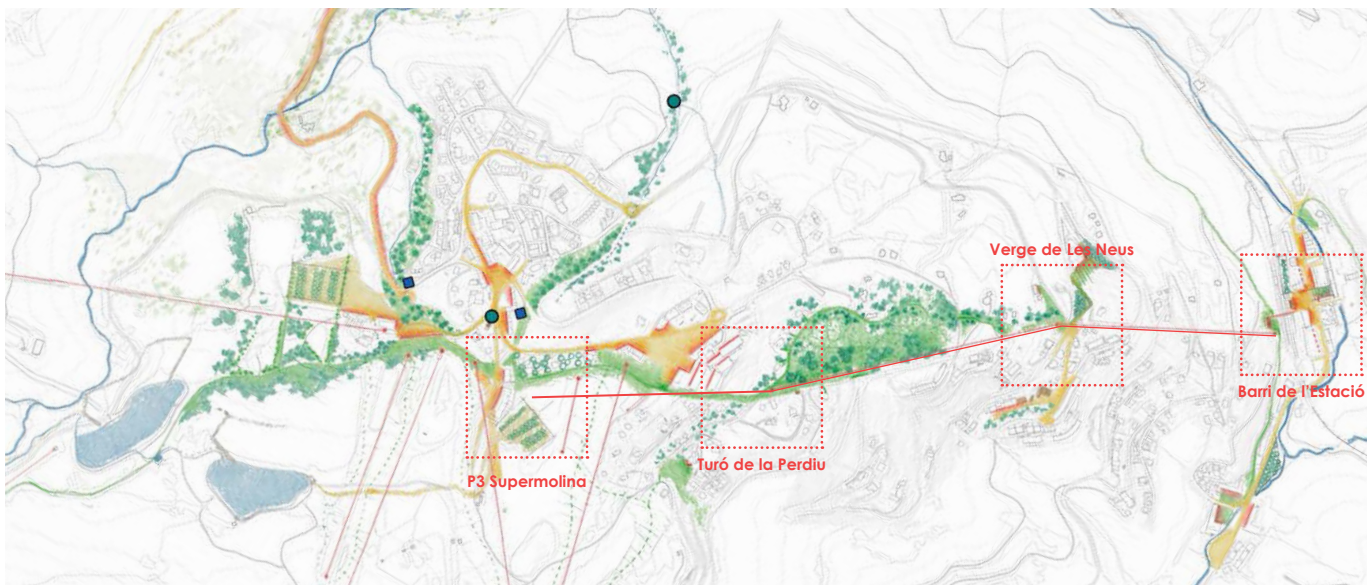 Verge de Les Neus
Barri de l'Estació
Turó de la Perdiu
P3 Supermolina